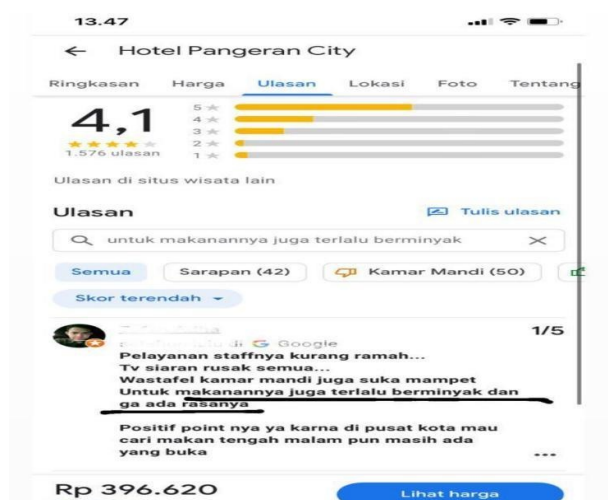 13.47
← Hotel Pangeran City
Ringkasan Harga Ulasan Lokasi Foto Tentang
4,1
1.576 ulasan
5 ★
4 ★
3 ★
2 ★
1 ★
Ulasan di situs wisata lain
Ulasan Tulis ulasan
untuk makanannya juga terlalu berminyak ×
Semua Sarapan (42) Kamar Mandi (50)
Skor terendah
1/5
di G Google
Pelayanan staffnya kurang ramah...
Tv siaran rusak semua...
Wastafel kamar mandi juga suka mampet
Untuk makanannya juga terlalu berminyak dan
ga ada rasanya
Positif point nya ya karna di pusat kota mau
cari makan tengah malam pun masih ada
yang buka
Rp 396.620 Lihat harga